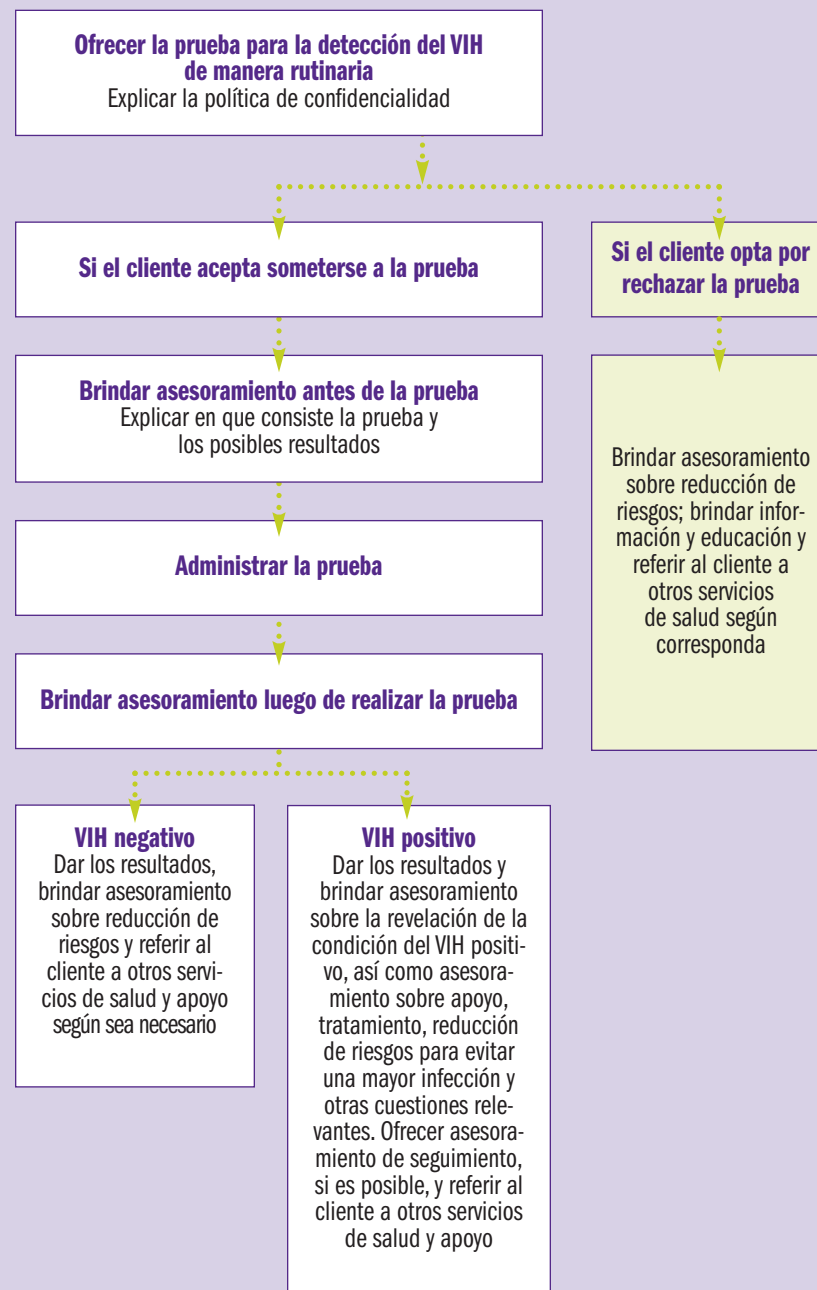 Ofrecer la prueba para la detección del VIH
de manera rutinaria
Explicar la política de confidencialidad
Si el cliente acepta someterse a la prueba
Si el cliente opta por
rechazar la prueba
Brindar asesoramiento antes de la prueba
Explicar en que consiste la prueba y
los posibles resultados
Brindar asesoramiento
sobre reducción de
riesgos; brindar infor-
mación y educación y
referir al cliente a
otros servicios
de salud según
corresponda
Administrar la prueba
Brindar asesoramiento luego de realizar la prueba
VIH negativo
Dar los resultados,
brindar asesoramiento
sobre reducción de
riesgos y referir al
cliente a otros servi-
cios de salud y apoyo
según sea necesario
VIH positivo
Dar los resultados y
brindar asesoramiento
sobre la revelación de la
condición del VIH positi-
vo, así como asesora-
miento sobre apoyo,
tratamiento, reducción
de riesgos para evitar
una mayor infección y
otras cuestiones rele-
vantes. Ofrecer asesora-
miento de seguimiento,
si es posible, y referir al
cliente a otros servicios
de salud y apoyo